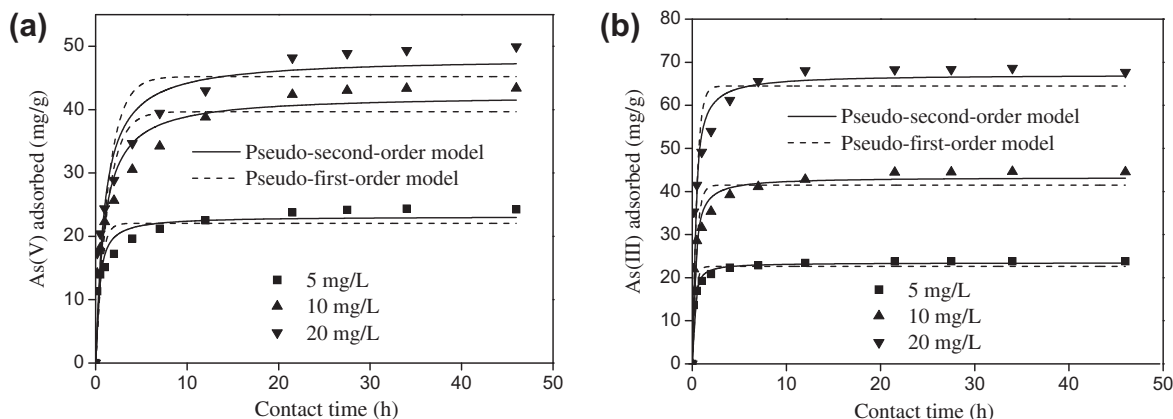 (a)
As(V) adsorbed (mg/g)
50
40
30
20
10
0
Pseudo-second-order model
Pseudo-first-order model
5 mg/L
10 mg/L
20 mg/L
0 10 20 30 40 50
Contact time (h)
(b)
As(III) adsorbed (mg/g)
80
70
60
50
40
30
20
10
0
Pseudo-second-order model
Pseudo-first-order model
5 mg/L
10 mg/L
20 mg/L
0 10 20 30 40 50
Contact time (h)